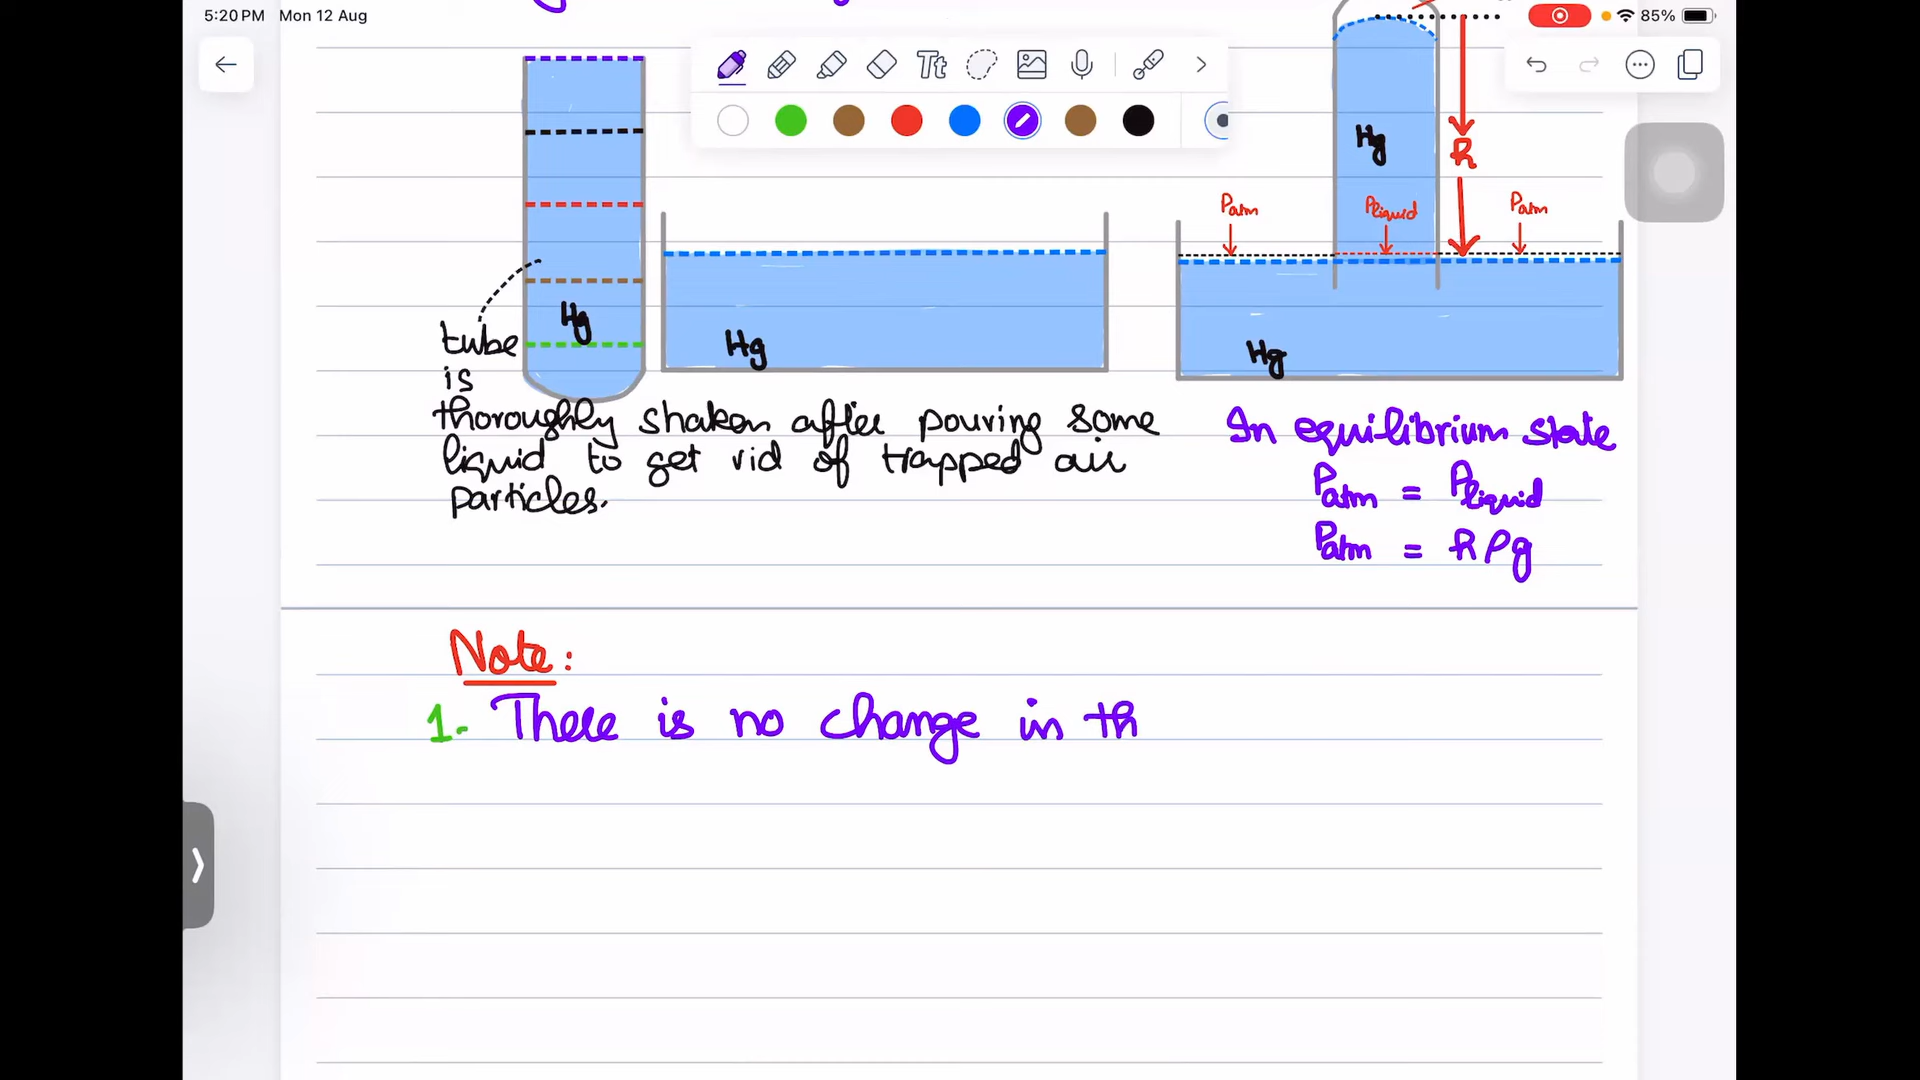 5:20 PM Mon 12 Aug
85%
Tt
Hg
R
Patm
Pliquid
Patm
Hg
Hg
Hg
tube
is
thoroughly shaken after pouring some
liquid to get rid of trapped air
particles.
In equilibrium state
Patm = Pliquid
Patm = hρg
Note:
1. There is no change in th